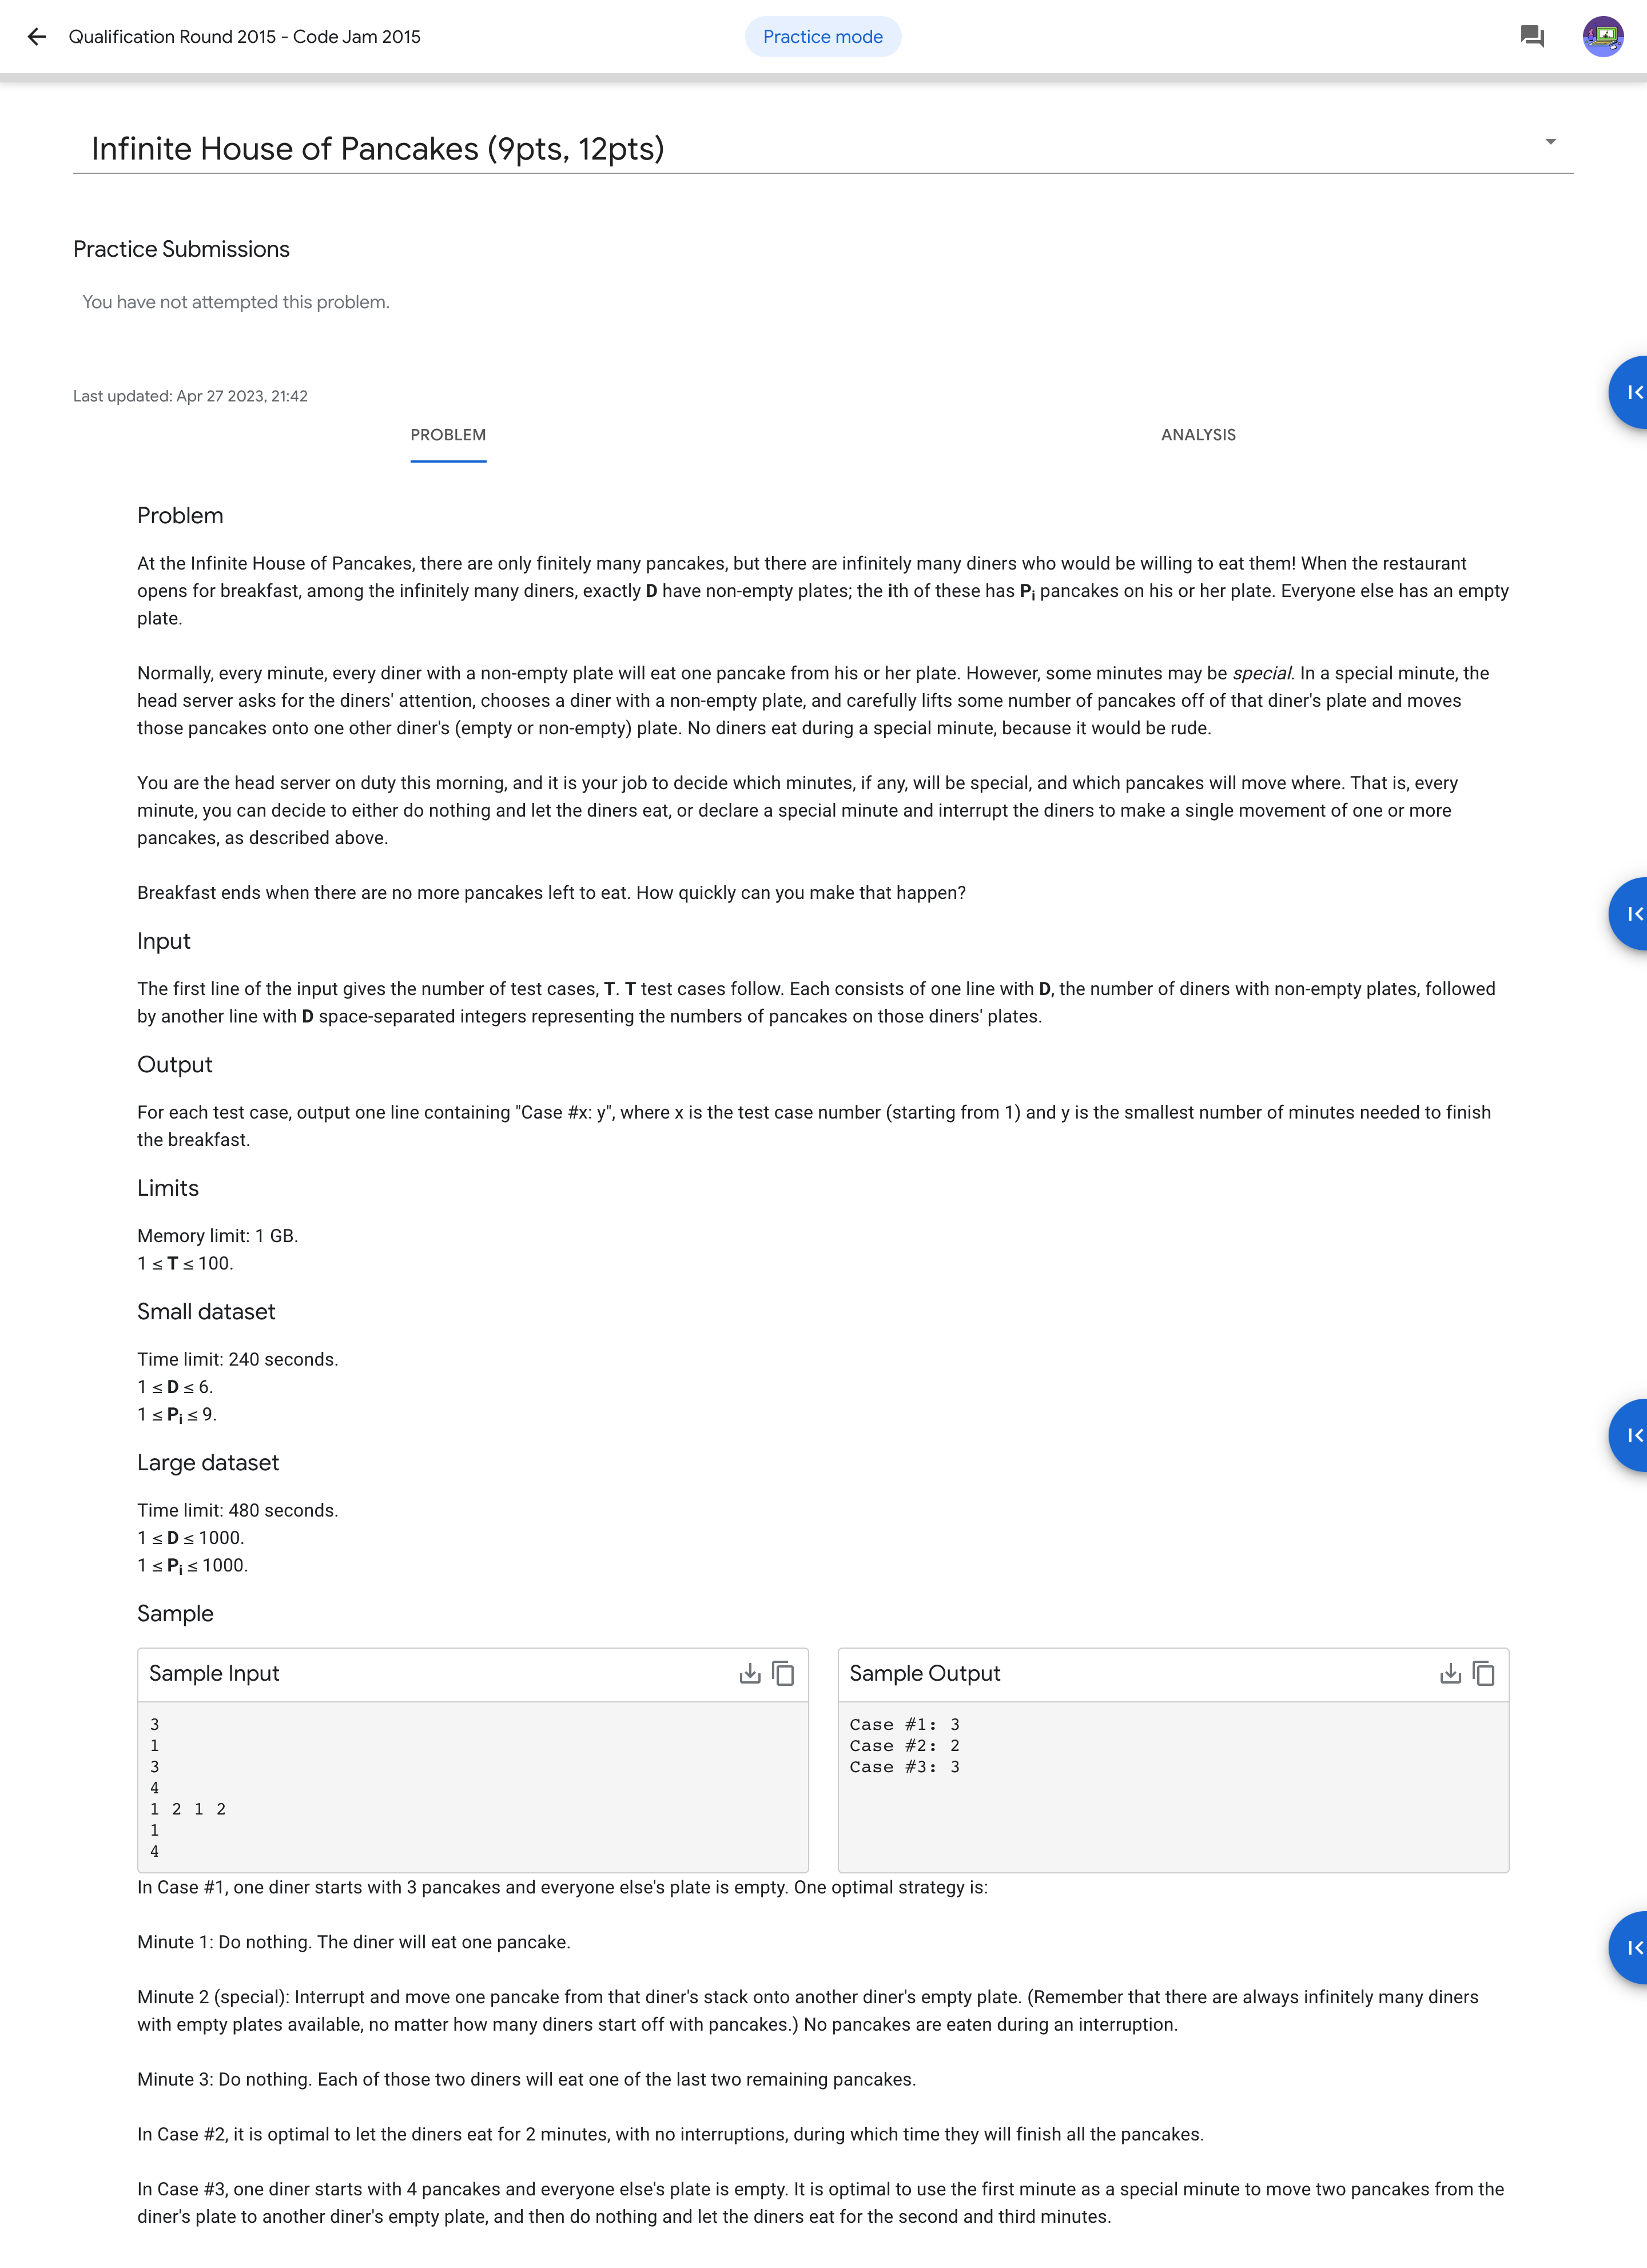 Qualification Round 2015 - Code Jam 2015
Practice mode
Infinite House of Pancakes (9pts, 12pts)
Practice Submissions
You have not attempted this problem.
Last updated: Apr 27 2023, 21:42
PROBLEM
ANALYSIS
Problem
At the Infinite House of Pancakes, there are only finitely many pancakes, but there are infinitely many diners who would be willing to eat them! When the restaurant
opens for breakfast, among the infinitely many diners, exactly D have non-empty plates; the ith of these has Pi pancakes on his or her plate. Everyone else has an empty
plate.
Normally, every minute, every diner with a non-empty plate will eat one pancake from his or her plate. However, some minutes may be special. In a special minute, the
head server asks for the diners' attention, chooses a diner with a non-empty plate, and carefully lifts some number of pancakes off of that diner's plate and moves
those pancakes onto one other diner's (empty or non-empty) plate. No diners eat during a special minute, because it would be rude.
You are the head server on duty this morning, and it is your job to decide which minutes, if any, will be special, and which pancakes will move where. That is, every
minute, you can decide to either do nothing and let the diners eat, or declare a special minute and interrupt the diners to make a single movement of one or more
pancakes, as described above.
Breakfast ends when there are no more pancakes left to eat. How quickly can you make that happen?
Input
The first line of the input gives the number of test cases, T. T test cases follow. Each consists of one line with D, the number of diners with non-empty plates, followed
by another line with D space-separated integers representing the numbers of pancakes on those diners' plates.
Output
For each test case, output one line containing "Case #x: y", where x is the test case number (starting from 1) and y is the smallest number of minutes needed to finish
the breakfast.
Limits
Memory limit: 1 GB.
1 ≤ T ≤ 100.
Small dataset
Time limit: 240 seconds.
1 ≤ D ≤ 6.
1 ≤ Pi ≤ 9.
Large dataset
Time limit: 480 seconds.
1 ≤ D ≤ 1000.
1 ≤ Pi ≤ 1000.
Sample
Sample Input
3
1
3
4
1 2 1 2
1
4
Sample Output
Case #1: 3
Case #2: 2
Case #3: 3
In Case #1, one diner starts with 3 pancakes and everyone else's plate is empty. One optimal strategy is:
Minute 1: Do nothing. The diner will eat one pancake.
Minute 2 (special): Interrupt and move one pancake from that diner's stack onto another diner's empty plate. (Remember that there are always infinitely many diners
with empty plates available, no matter how many diners start off with pancakes.) No pancakes are eaten during an interruption.
Minute 3: Do nothing. Each of those two diners will eat one of the last two remaining pancakes.
In Case #2, it is optimal to let the diners eat for 2 minutes, with no interruptions, during which time they will finish all the pancakes.
In Case #3, one diner starts with 4 pancakes and everyone else's plate is empty. It is optimal to use the first minute as a special minute to move two pancakes from the
diner's plate to another diner's empty plate, and then do nothing and let the diners eat for the second and third minutes.